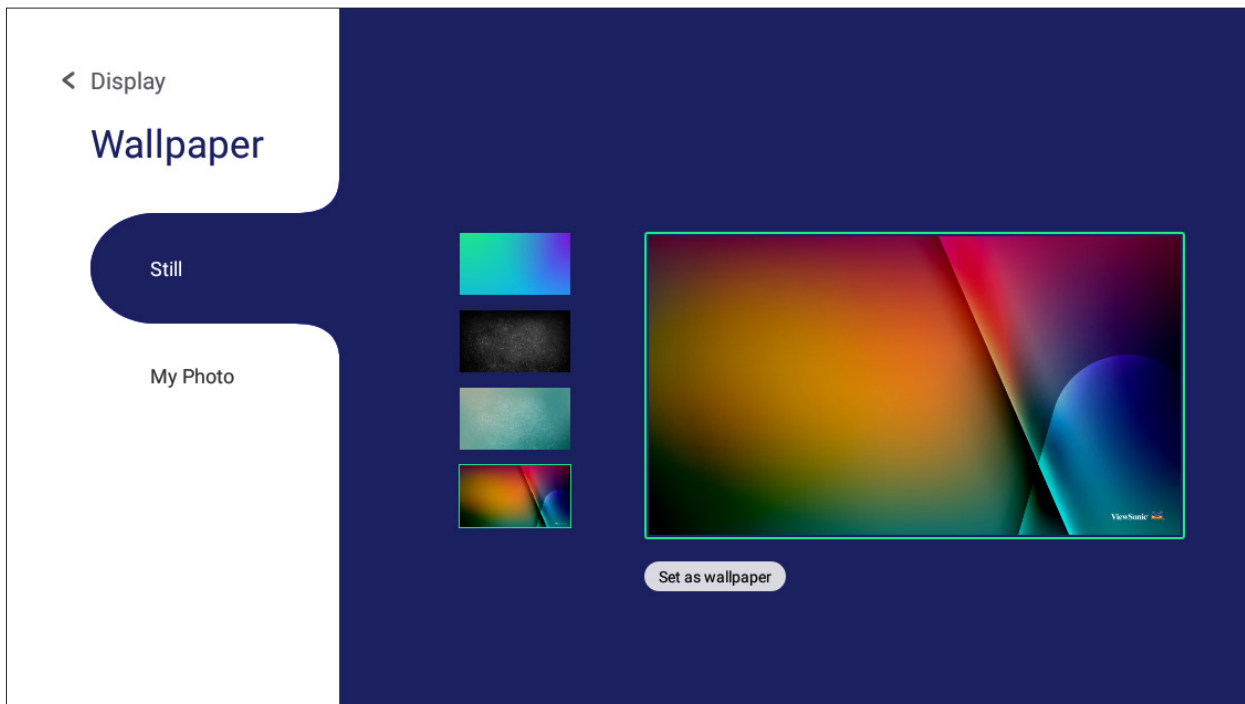 Display
Wallpaper
Still
My Photo
ViewSonic
Set as wallpaper